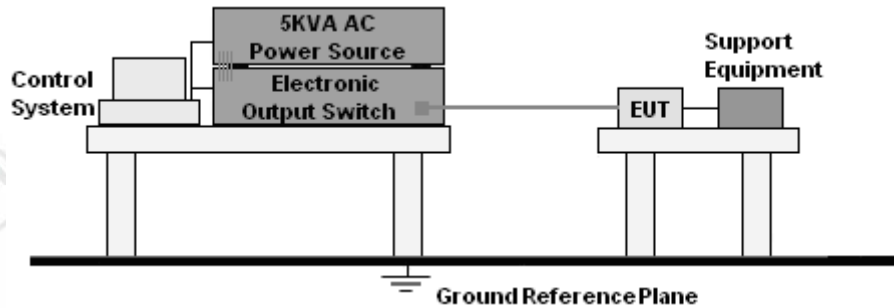 5KVA AC
Power Source
Control
System
Electronic
Output Switch
EUT
Support
Equipment
Ground Reference Plane